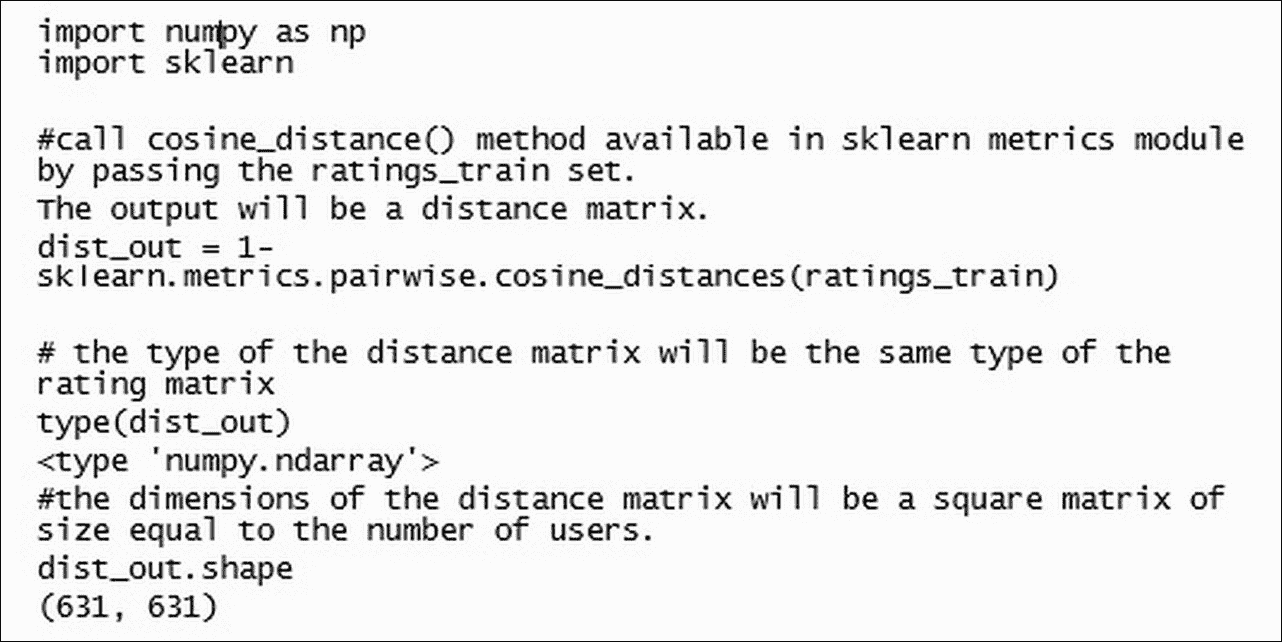 import numpy as np
import sklearn
#call cosine_distance() method available in sklearn metrics module
by passing the ratings_train set.
The output will be a distance matrix.
dist_out = 1-
sklearn.metrics.pairwise.cosine_distances(ratings_train)
# the type of the distance matrix will be the same type of the
rating matrix
type(dist_out)
<type 'numpy.ndarray'>
#the dimensions of the distance matrix will be a square matrix of
size equal to the number of users.
dist_out.shape
(631, 631)